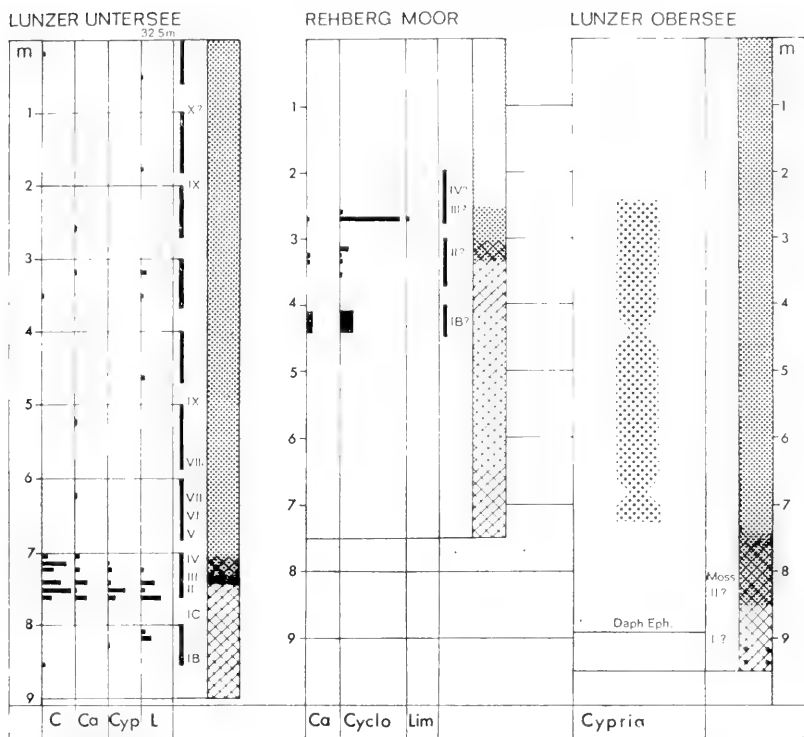 LUNZER UNTERSEE
REHBERG MOOR
LUNZER OBERSEE
32.5m
m
1
2
3
4
5
6
7
8
9
X?
IX
IX
VIII
VII
VI
V
IV
III
II
IC
IB
C Ca Cyp L
1
2
3
4
5
6
7
IV?
III?
II?
IB?
Ca Cyclo Lim
m
1
2
3
4
5
6
7
8
9
Moss
II?
Daph Eph.
I?
Cypria